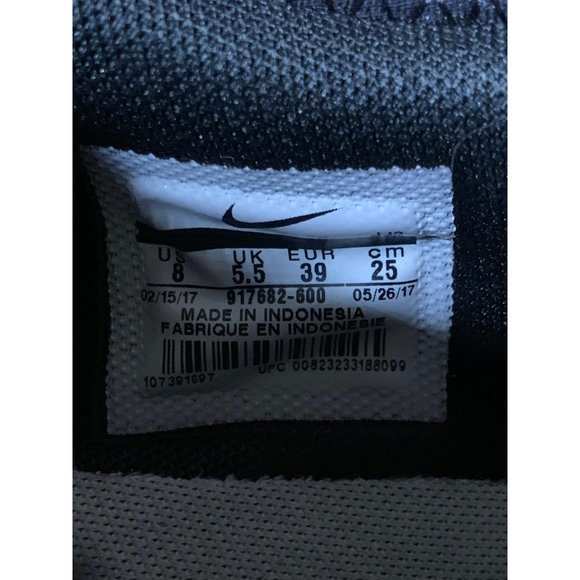 US UK EUR cm
8 5.5 39 25
02/15/17 917682-600 05/26/17
MADE IN INDONESIA
FABRIQUE EN INDONESIE
UPC 00823233188099
107391697